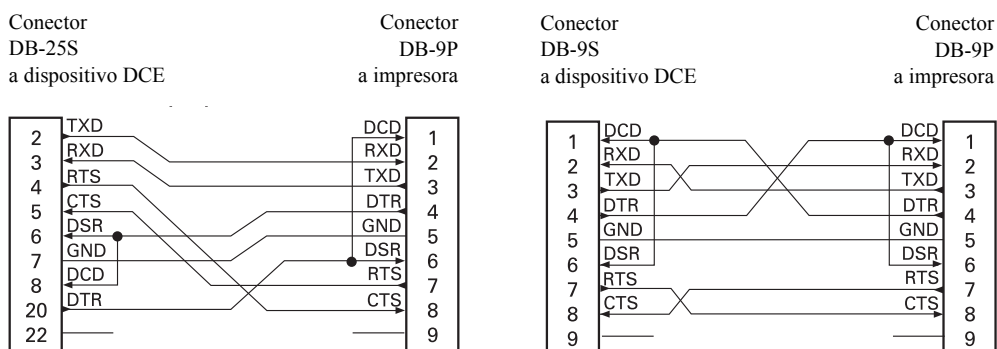 Conector
DB-25S
a dispositivo DCE
Conector
DB-9P
a impresora
2 TXD DCD 1
3 RXD RXD 2
4 RTS TXD 3
5 CTS DTR 4
6 DSR GND 5
7 GND DSR 6
8 DCD RTS 7
20 DTR CTS 8
22 9
Conector
DB-9S
a dispositivo DCE
Conector
DB-9P
a impresora
1 DCD DCD 1
2 RXD RXD 2
3 TXD TXD 3
4 DTR DTR 4
5 GND GND 5
6 DSR DSR 6
7 RTS RTS 7
8 CTS CTS 8
9 9